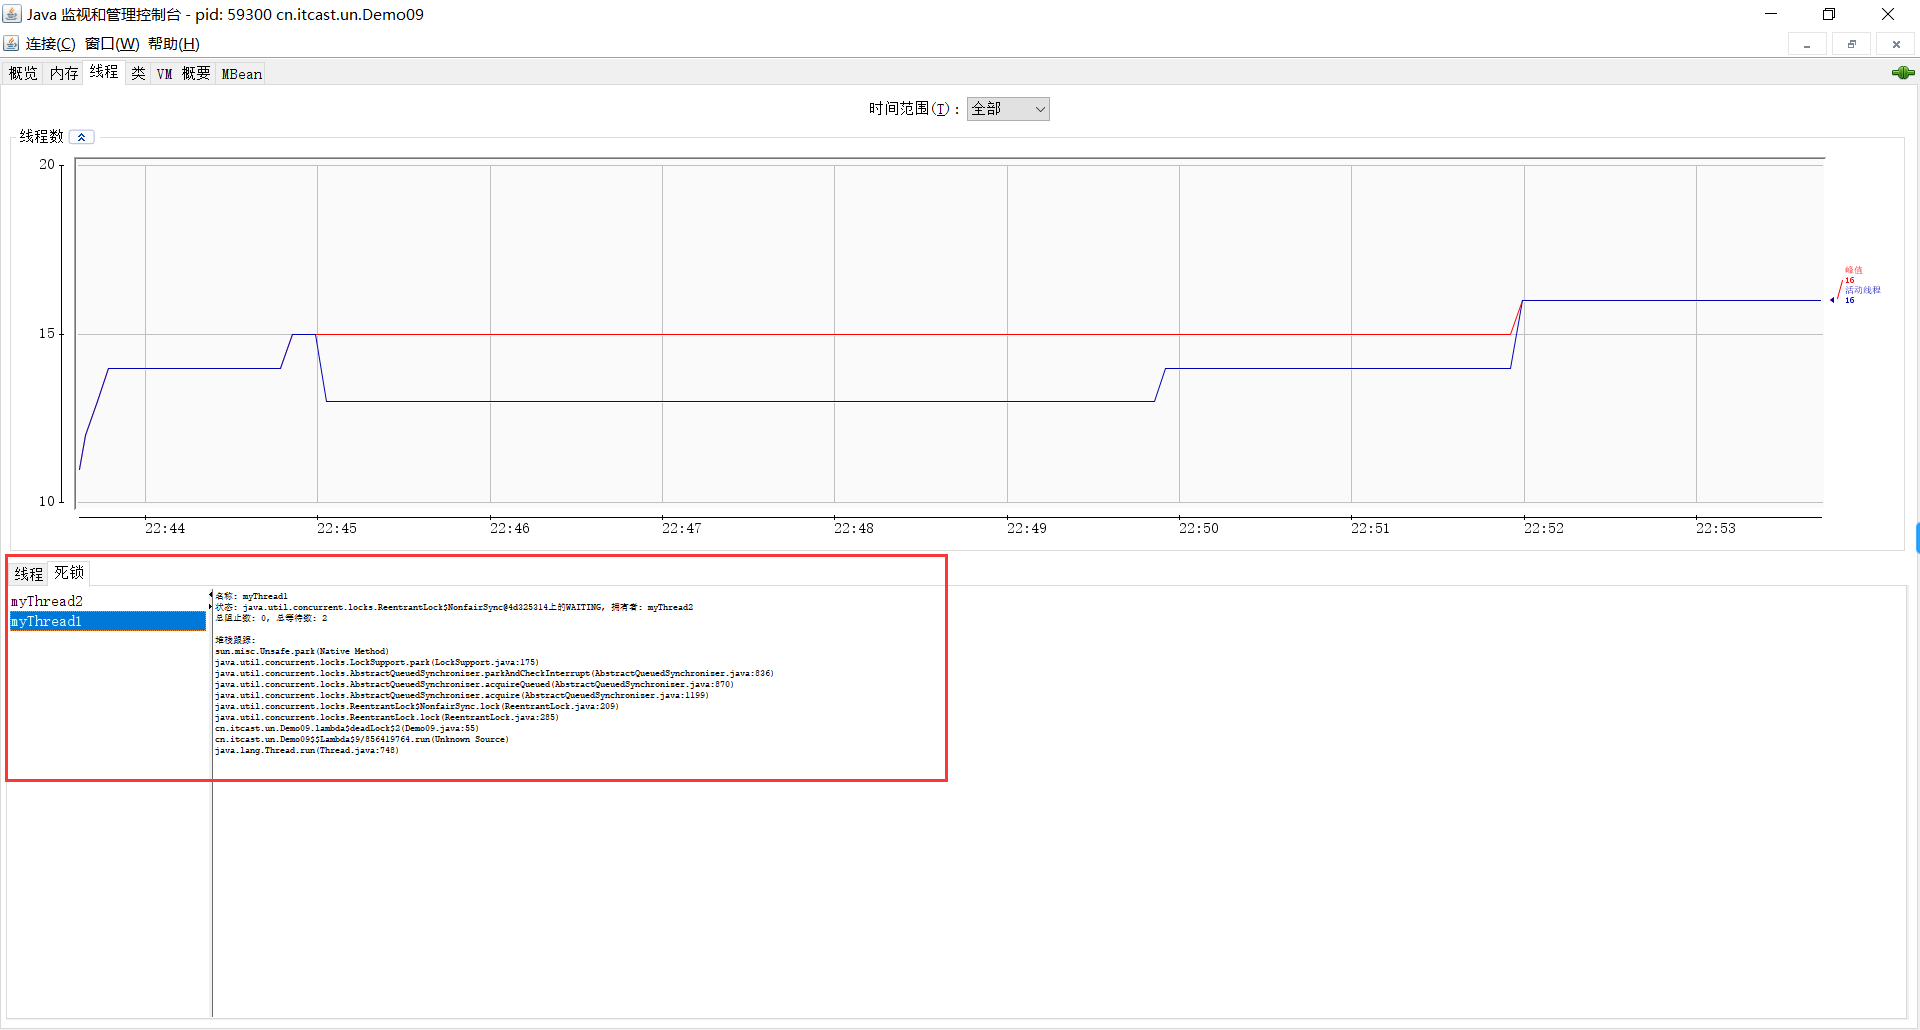 Java 监视和管理控制台 - pid: 59300 cn.itcast.un.Demo09
连接(C) 窗口(W) 帮助(H)
概览 内存 线程 类 VM 概要 MBean
时间范围(T): 全部
线程数
20
15
10
峰值
16
活动线程
16
22:44 22:45 22:46 22:47 22:48 22:49 22:50 22:51 22:52 22:53
线程 死锁
myThread2
myThread1
名称: myThread1
状态: java.util.concurrent.locks.ReentrantLock$NonfairSync@4d325314上的WAITING, 拥有者: myThread2
总阻止数: 0, 总等待数: 2
堆栈跟踪:
sun.misc.Unsafe.park(Native Method)
java.util.concurrent.locks.LockSupport.park(LockSupport.java:175)
java.util.concurrent.locks.AbstractQueuedSynchronizer.parkAndCheckInterrupt(AbstractQueuedSynchronizer.java:836)
java.util.concurrent.locks.AbstractQueuedSynchronizer.acquireQueued(AbstractQueuedSynchronizer.java:870)
java.util.concurrent.locks.AbstractQueuedSynchronizer.acquire(AbstractQueuedSynchronizer.java:1199)
java.util.concurrent.locks.ReentrantLock$NonfairSync.lock(ReentrantLock.java:209)
java.util.concurrent.locks.ReentrantLock.lock(ReentrantLock.java:285)
cn.itcast.un.Demo09.lambda$deadLock$2(Demo09.java:55)
cn.itcast.un.Demo09$$Lambda$9/856419764.run(Unknown Source)
java.lang.Thread.run(Thread.java:748)